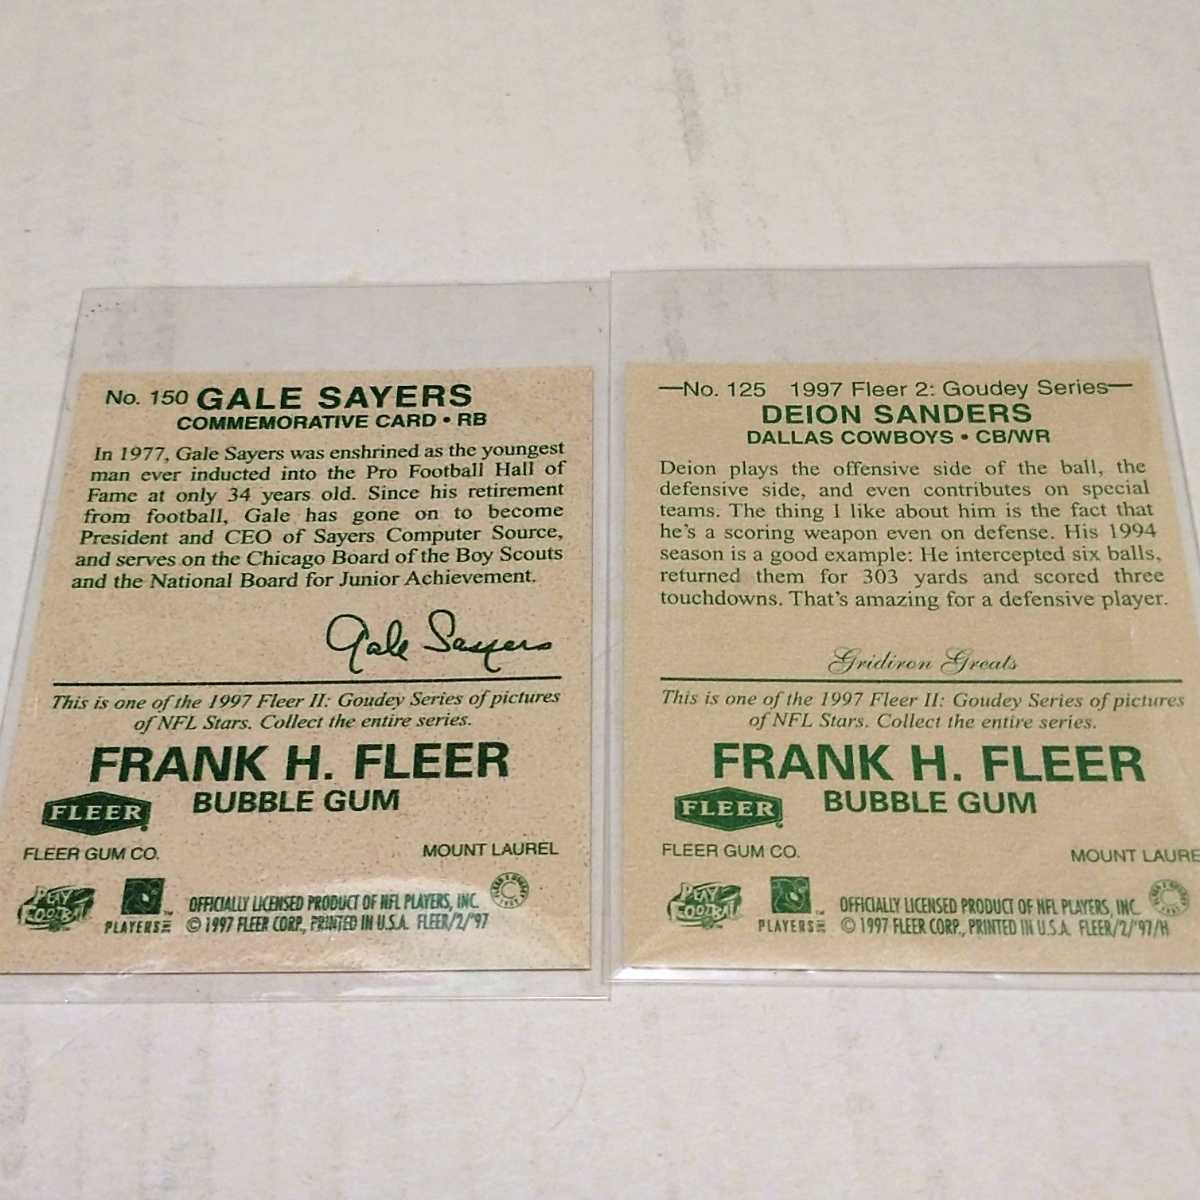 No. 150 GALE SAYERS
COMMEMORATIVE CARD • RB
In 1977, Gale Sayers was enshrined as the youngest
man ever inducted into the Pro Football Hall of
Fame at only 34 years old. Since his retirement
from football, Gale has gone on to become
President and CEO of Sayers Computer Source,
and serves on the Chicago Board of the Boy Scouts
and the National Board for Junior Achievement.
Gale Sayers
This is one of the 1997 Fleer II: Goudey Series of pictures
of NFL Stars. Collect the entire series.
FRANK H. FLEER
BUBBLE GUM
FLEER
FLEER GUM CO. MOUNT LAUREL
PLAY FOOTBALL
PLAYERS
OFFICIALLY LICENSED PRODUCT OF NFL PLAYERS, INC.
© 1997 FLEER CORP., PRINTED IN U.S.A. FLEER/2/'97
No. 125 1997 Fleer 2: Goudey Series
DEION SANDERS
DALLAS COWBOYS • CB/WR
Deion plays the offensive side of the ball, the
defensive side, and even contributes on special
teams. The thing I like about him is the fact that
he's a scoring weapon even on defense. His 1994
season is a good example: He intercepted six balls,
returned them for 303 yards and scored three
touchdowns. That's amazing for a defensive player.
Gridiron Greats
This is one of the 1997 Fleer II: Goudey Series of pictures
of NFL Stars. Collect the entire series.
FRANK H. FLEER
BUBBLE GUM
FLEER
FLEER GUM CO. MOUNT LAURE
PLAY FOOTBALL
PLAYERS
OFFICIALLY LICENSED PRODUCT OF NFL PLAYERS, INC.
© 1997 FLEER CORP., PRINTED IN U.S.A. FLEER/2/'97/H